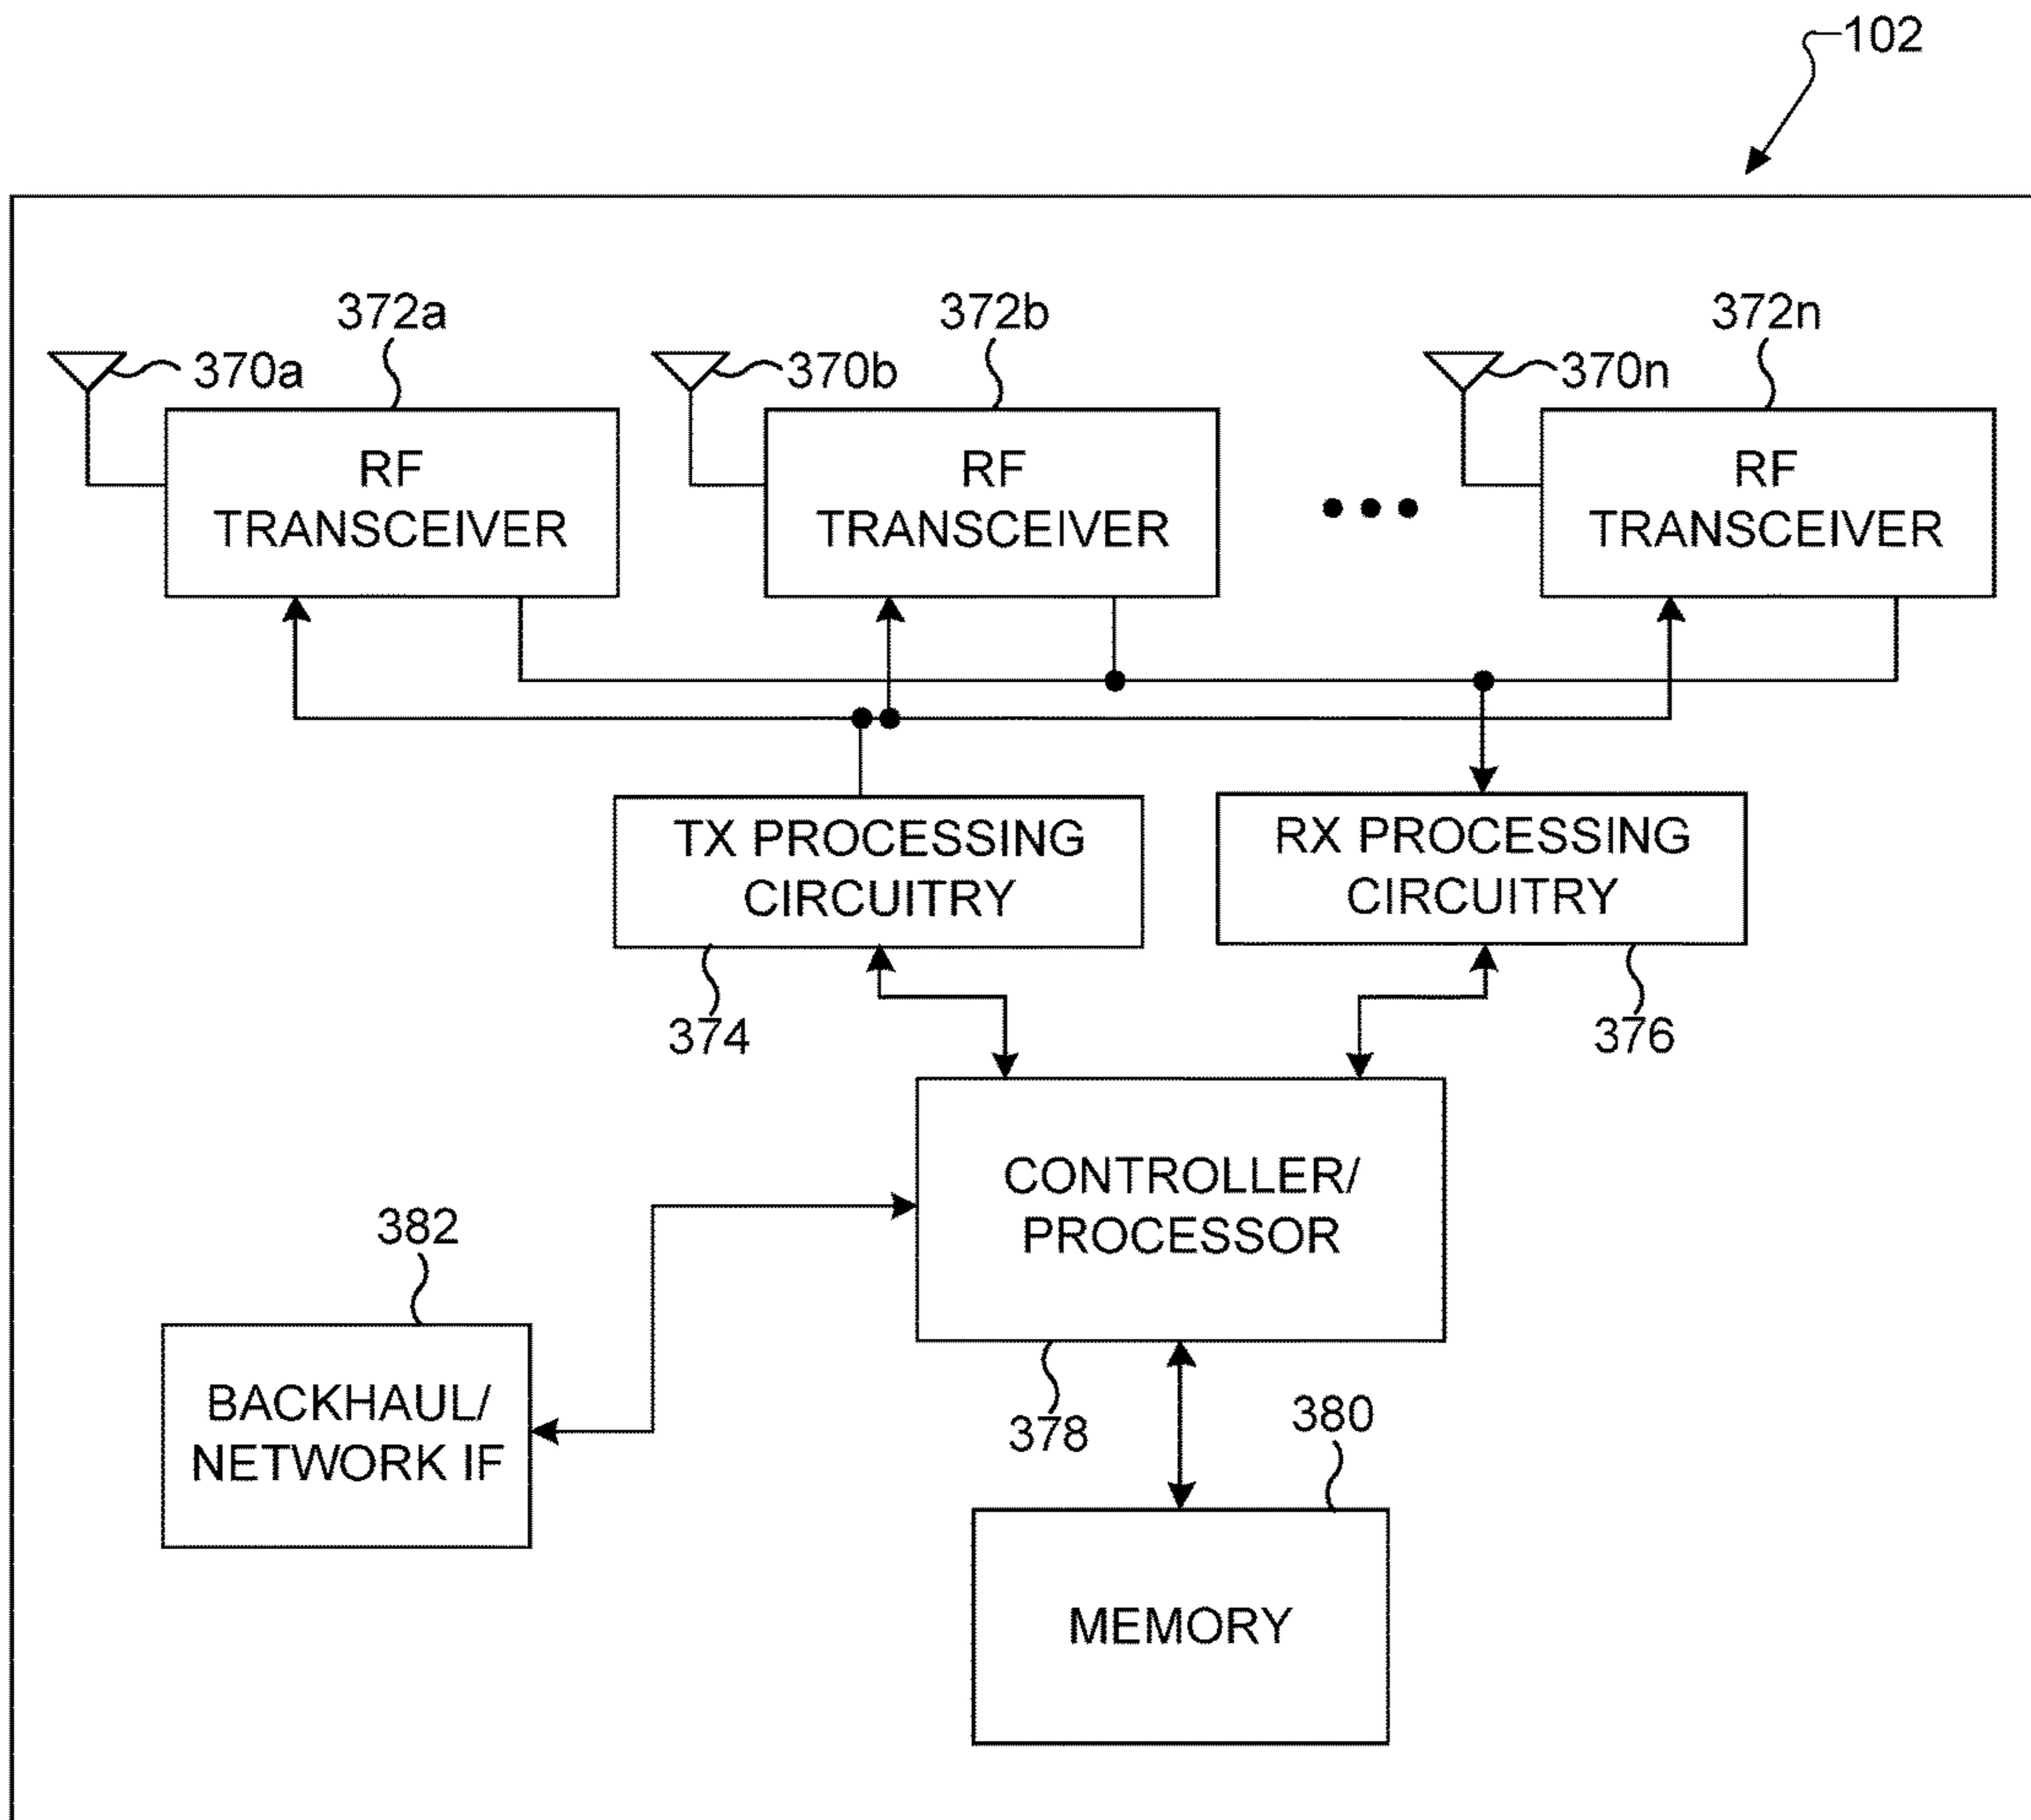 102
372a
372b
372n
370a
370b
370n
RF
TRANSCEIVER
RF
TRANSCEIVER
RF
TRANSCEIVER
TX PROCESSING
CIRCUITRY
RX PROCESSING
CIRCUITRY
374
376
CONTROLLER/
PROCESSOR
382
BACKHAUL/
NETWORK IF
378
380
MEMORY